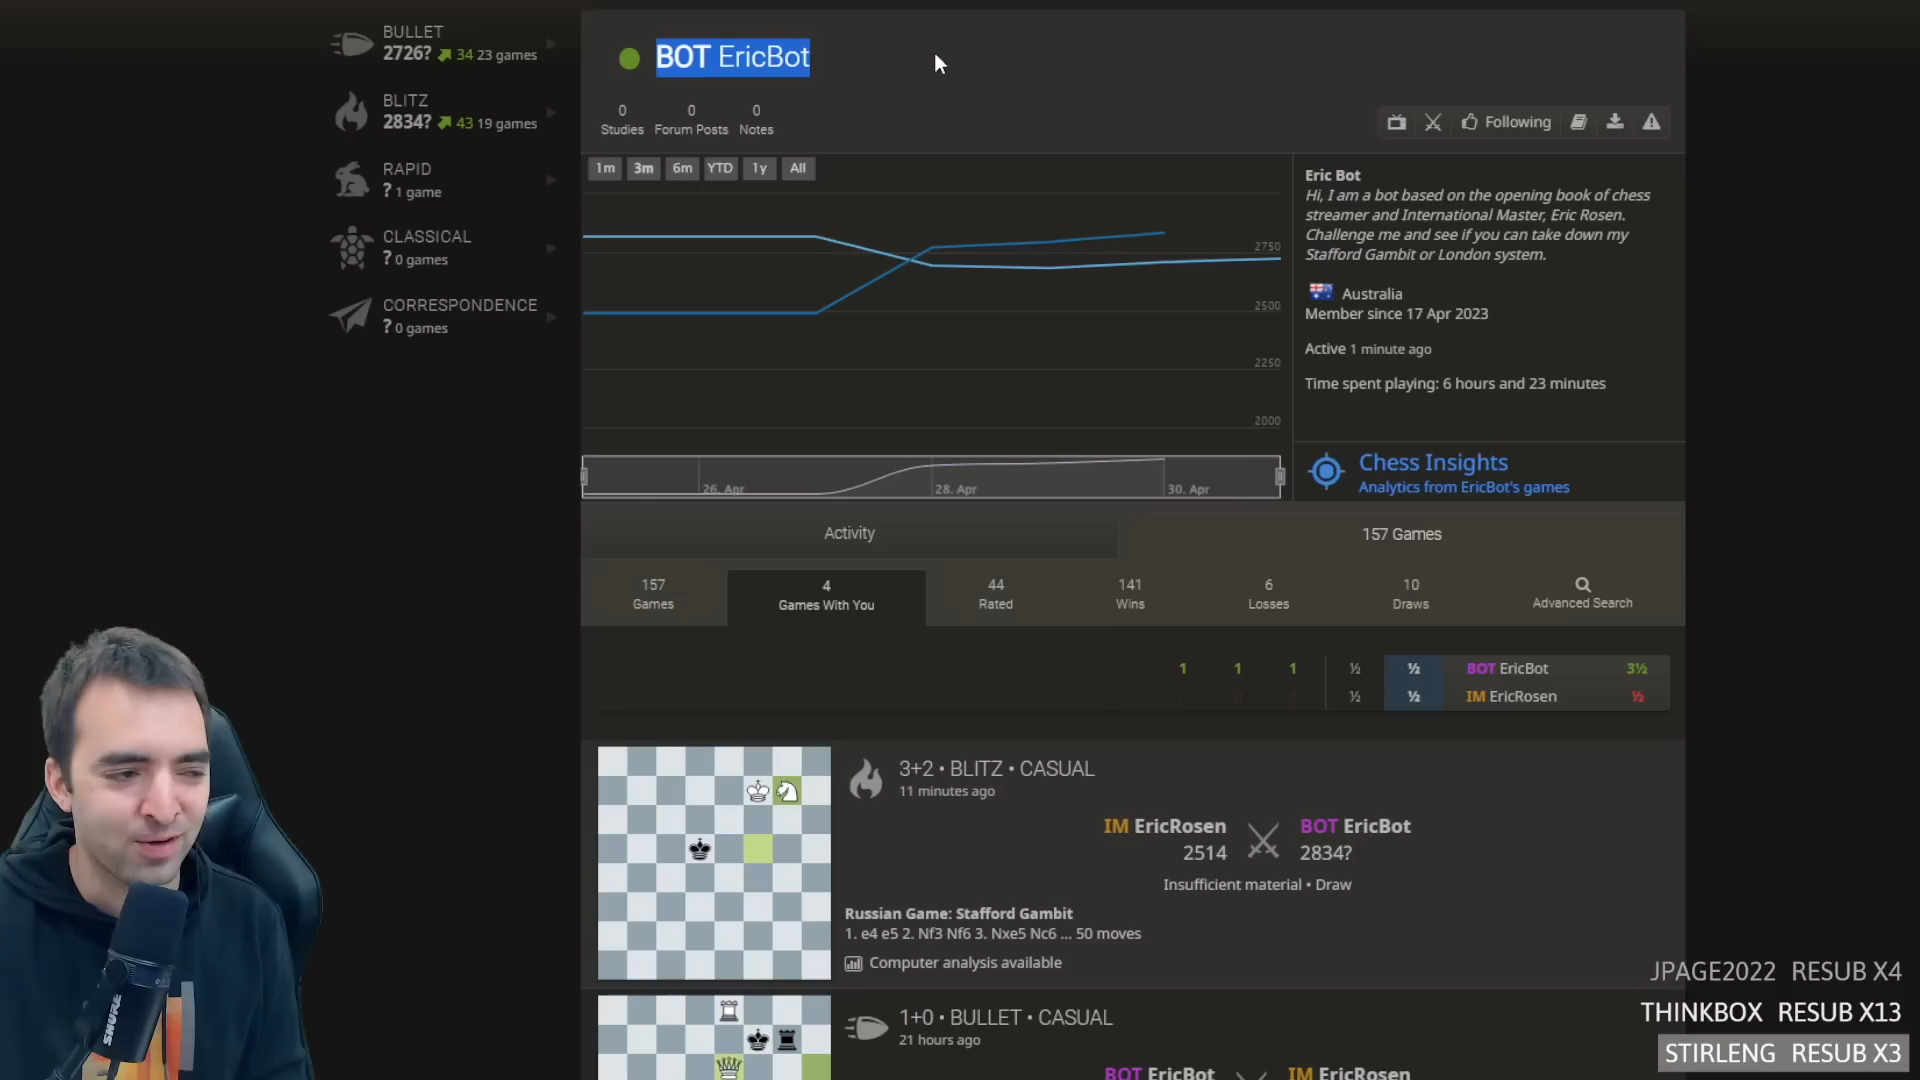 BULLET
2726? 34 23 games
BLITZ
2834? 43 19 games
RAPID
? 1 game
CLASSICAL
? 0 games
CORRESPONDENCE
? 0 games
BOT EricBot
0 Studies
0 Forum Posts
0 Notes
Following
1m 3m 6m YTD 1y All
2750
2500
2250
2000
26. Apr 28. Apr 30. Apr
Eric Bot
Hi, I am a bot based on the opening book of chess
streamer and International Master, Eric Rosen.
Challenge me and see if you can take down my
Stafford Gambit or London system.
Australia
Member since 17 Apr 2023
Active 1 minute ago
Time spent playing: 6 hours and 23 minutes
Chess Insights
Analytics from EricBot's games
Activity
157 Games
157 Games
4 Games With You
44 Rated
141 Wins
6 Losses
10 Draws
Advanced Search
1 1 1 ½ ½ BOT EricBot 3½
0 0 0 ½ ½ IM EricRosen ½
3+2 • BLITZ • CASUAL
11 minutes ago
IM EricRosen BOT EricBot
2514 2834?
Insufficient material • Draw
Russian Game: Stafford Gambit
1. e4 e5 2. Nf3 Nf6 3. Nxe5 Nc6 ... 50 moves
Computer analysis available
1+0 • BULLET • CASUAL
21 hours ago
BOT EricBot IM EricRosen
SHURE
JPAGE2022 RESUB X4
THINKBOX RESUB X13
STIRLENG RESUB X3